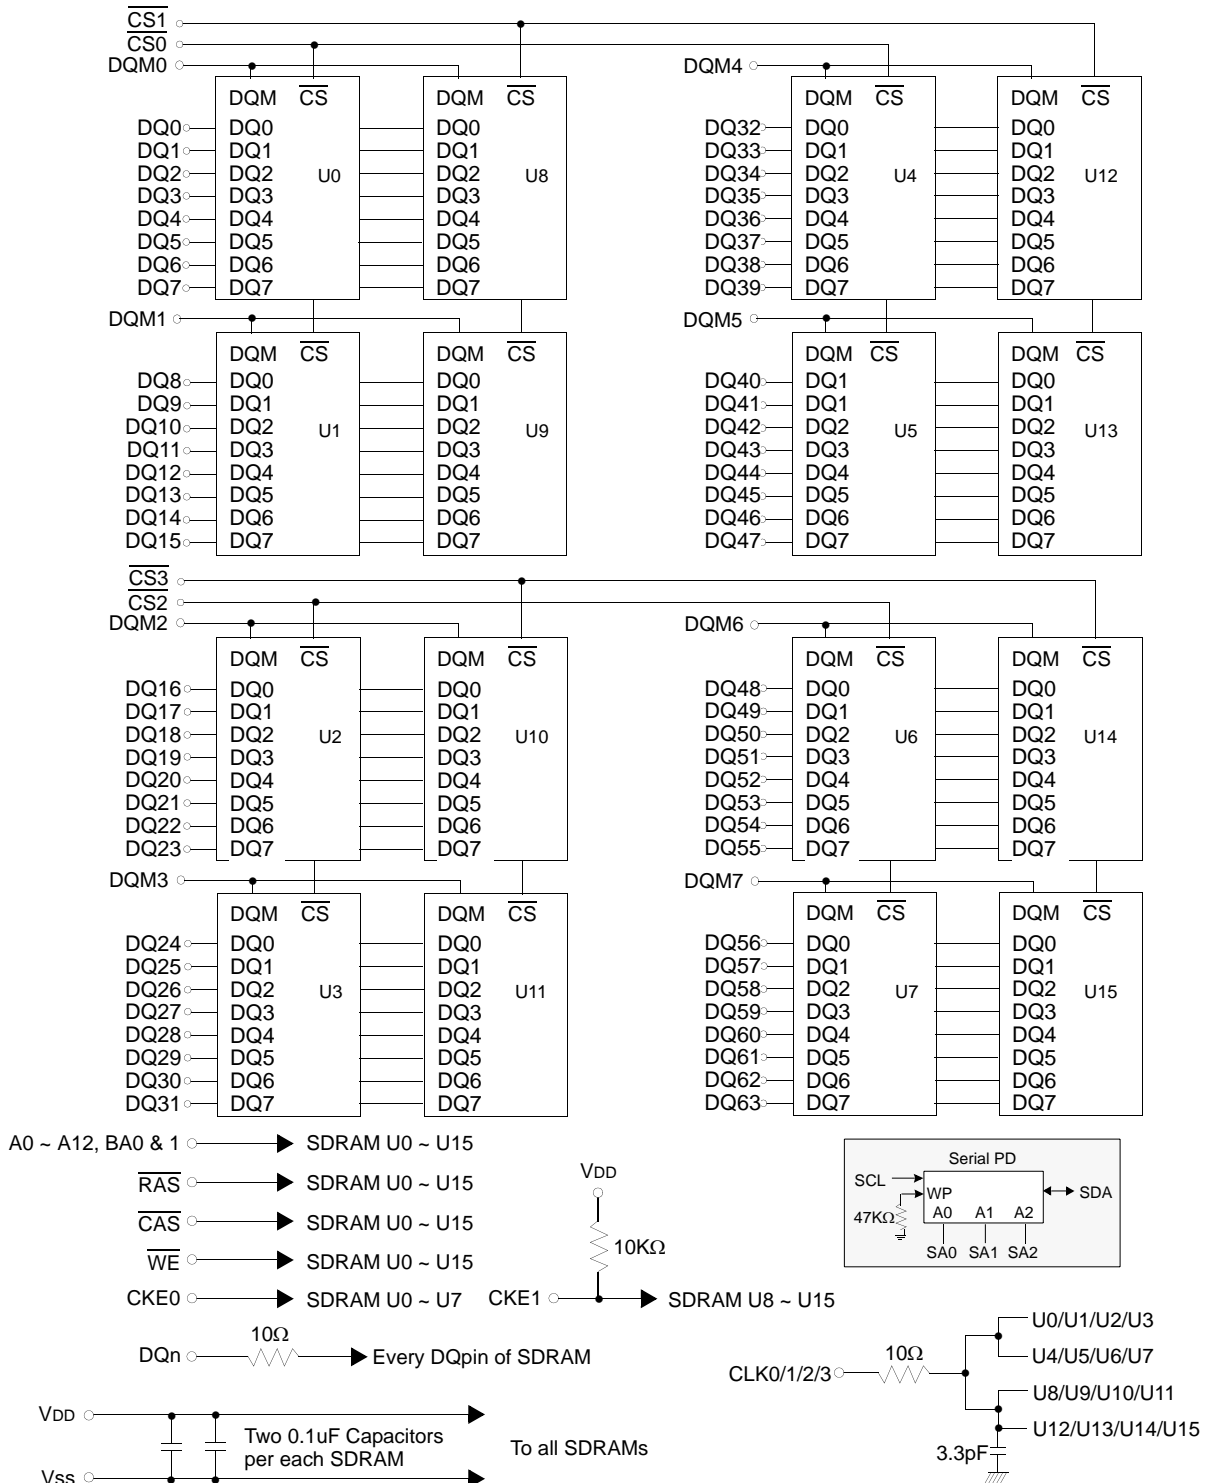 CS1
CS0
DQM0
DQM4
DQM CS DQM CS
DQM CS DQM CS
DQ0 DQ0 DQ0 DQ32 DQ0 DQ0
DQ1 DQ1 DQ1 DQ33 DQ1 DQ1
DQ2 DQ2 U0 DQ2 U8 DQ34 DQ2 U4 DQ2 U12
DQ3 DQ3 DQ3 DQ35 DQ3 DQ3
DQ4 DQ4 DQ4 DQ36 DQ4 DQ4
DQ5 DQ5 DQ5 DQ37 DQ5 DQ5
DQ6 DQ6 DQ6 DQ38 DQ6 DQ6
DQ7 DQ7 DQ7 DQ39 DQ7 DQ7
DQM1 DQM5
DQM CS DQM CS DQM CS DQM CS
DQ8 DQ0 DQ0 DQ40 DQ1 DQ0
DQ9 DQ1 DQ1 DQ41 DQ1 DQ1
DQ10 DQ2 U1 DQ2 U9 DQ42 DQ2 U5 DQ2 U13
DQ11 DQ3 DQ3 DQ43 DQ3 DQ3
DQ12 DQ4 DQ4 DQ44 DQ4 DQ4
DQ13 DQ5 DQ5 DQ45 DQ5 DQ5
DQ14 DQ6 DQ6 DQ46 DQ6 DQ6
DQ15 DQ7 DQ7 DQ47 DQ7 DQ7
CS3
CS2
DQM2 DQM6
DQM CS DQM CS DQM CS DQM CS
DQ16 DQ0 DQ0 DQ48 DQ0 DQ0
DQ17 DQ1 DQ1 DQ49 DQ1 DQ1
DQ18 DQ2 U2 DQ2 U10 DQ50 DQ2 U6 DQ2 U14
DQ19 DQ3 DQ3 DQ51 DQ3 DQ3
DQ20 DQ4 DQ4 DQ52 DQ4 DQ4
DQ21 DQ5 DQ5 DQ53 DQ5 DQ5
DQ22 DQ6 DQ6 DQ54 DQ6 DQ6
DQ23 DQ7 DQ7 DQ55 DQ7 DQ7
DQM3 DQM7
DQM CS DQM CS DQM CS DQM CS
DQ24 DQ0 DQ0 DQ56 DQ0 DQ0
DQ25 DQ1 DQ1 DQ57 DQ1 DQ1
DQ26 DQ2 U3 DQ2 U11 DQ58 DQ2 U7 DQ2 U15
DQ27 DQ3 DQ3 DQ59 DQ3 DQ3
DQ28 DQ4 DQ4 DQ60 DQ4 DQ4
DQ29 DQ5 DQ5 DQ61 DQ5 DQ5
DQ30 DQ6 DQ6 DQ62 DQ6 DQ6
DQ31 DQ7 DQ7 DQ63 DQ7 DQ7
A0 ~ A12, BA0 & 1 SDRAM U0 ~ U15
RAS SDRAM U0 ~ U15
CAS SDRAM U0 ~ U15
WE SDRAM U0 ~ U15
CKE0 SDRAM U0 ~ U7
VDD
10KΩ
CKE1 SDRAM U8 ~ U15
Serial PD
SCL
WP
SDA
47KΩ
A0 A1 A2
SA0 SA1 SA2
DQn 10Ω Every DQpin of SDRAM
CLK0/1/2/3 10Ω
U0/U1/U2/U3
U4/U5/U6/U7
U8/U9/U10/U11
U12/U13/U14/U15
3.3pF
VDD
Two 0.1uF Capacitors
per each SDRAM
To all SDRAMs
Vss